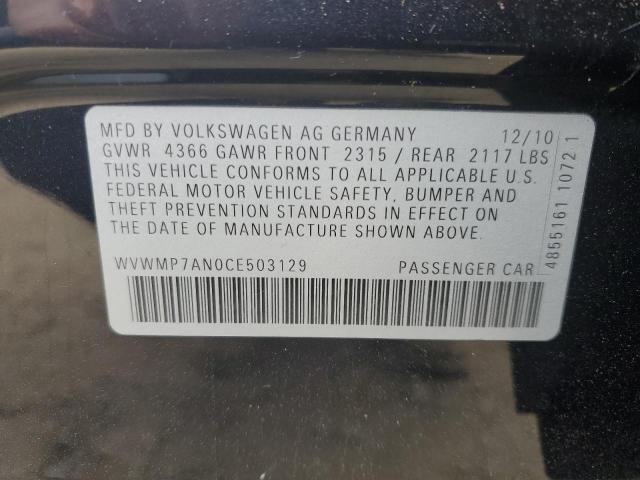 MFD BY VOLKSWAGEN AG GERMANY 12/10
GVWR 4366 GAWR FRONT 2315 / REAR 2117 LBS
THIS VEHICLE CONFORMS TO ALL APPLICABLE U.S.
FEDERAL MOTOR VEHICLE SAFETY, BUMPER AND
THEFT PREVENTION STANDARDS IN EFFECT ON
THE DATE OF MANUFACTURE SHOWN ABOVE.
WVWMP7AN0CE503129 PASSENGER CAR
4855161 1072 1